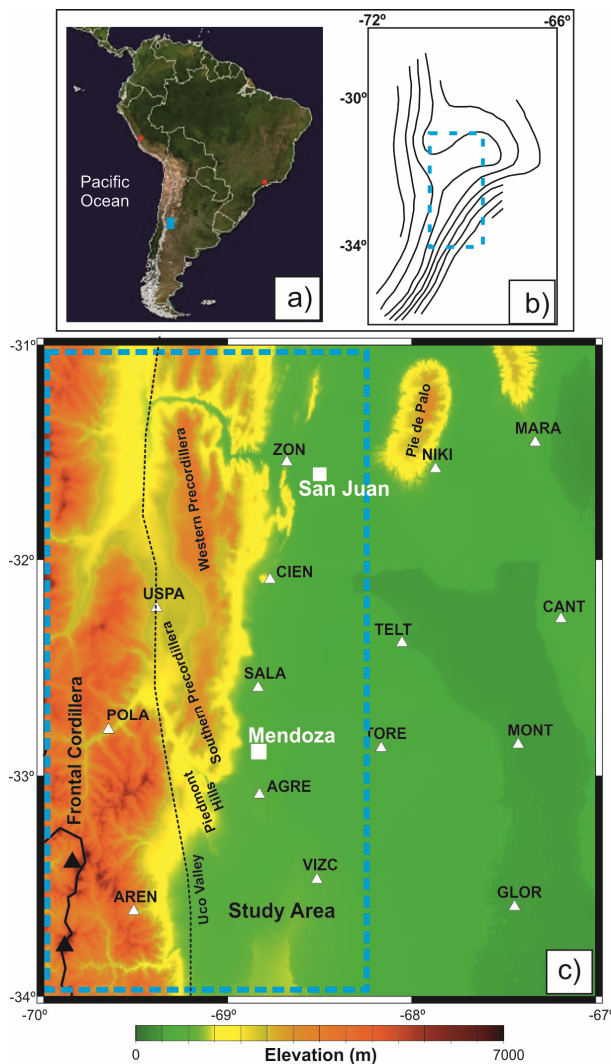 -72º
-66º
-30º
-34º
Pacific
Ocean
a)
b)
-31º
-32º
-33º
-34º
-70º
-69º
-68º
-67º
Pie de Palo
MARA
NIKI
ZON
San Juan
Western Precordillera
CIEN
USPA
CANT
TELT
Southern Precordillera
SALA
POLA
Frontal Cordillera
Mendoza
TORE
MONT
AGRE
Piedmont
Hills
VIZC
Uco Valley
AREN
Study Area
GLOR
c)
0
7000
Elevation (m)